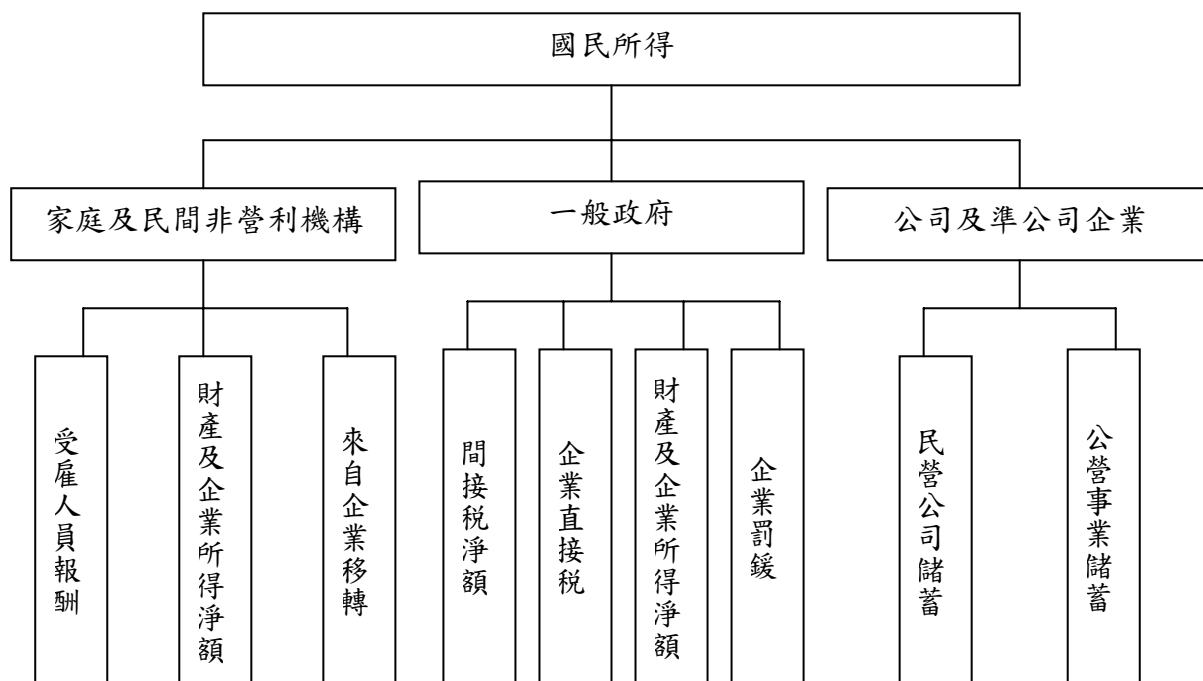 國民所得
家庭及民間非營利機構
一般政府
公司及準公司企業
受雇人員報酬
財產及企業所得淨額
來自企業移轉
間接稅淨額
企業直接稅
財產及企業所得淨額
企業罰鍰
民營公司儲蓄
公營事業儲蓄